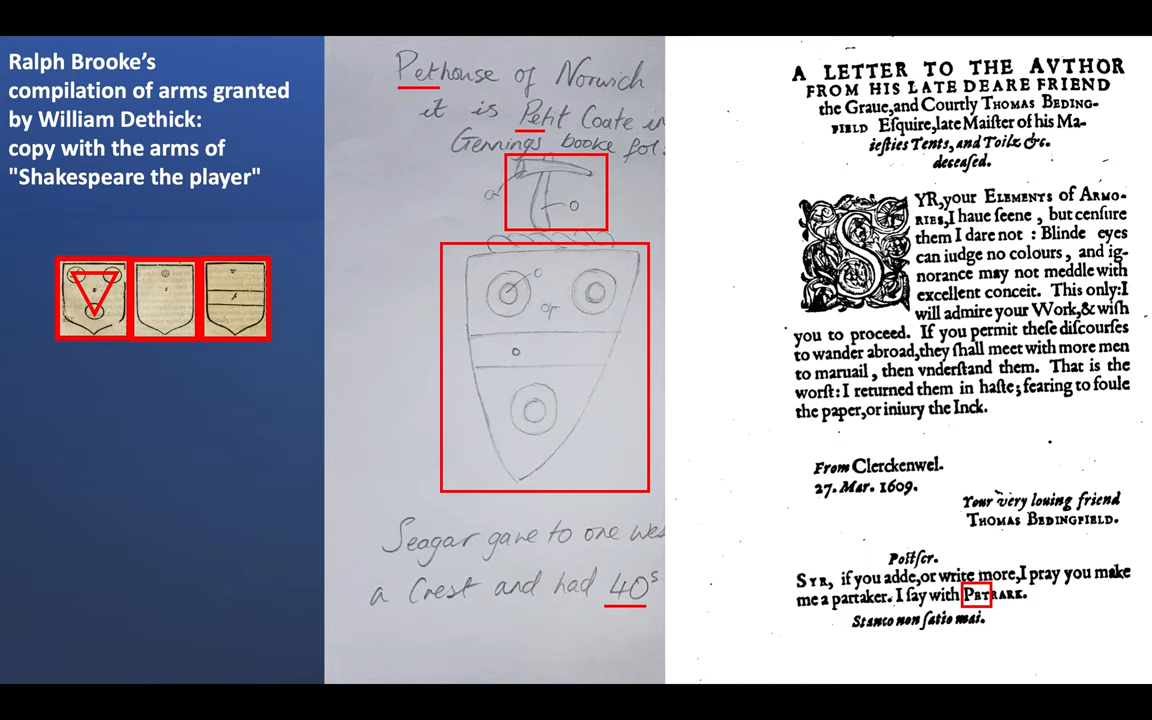 Ralph Brooke's
compilation of arms granted
by William Dethick:
copy with the arms of
"Shakespeare the player"
Pethouse of Norwich
it is Petit Coate in
Gennings booke fol:
a
o
o
or
o
Seagar gave to one Wes
a Crest and had 40s
A LETTER TO THE AVTHOR
FROM HIS LATE DEARE FRIEND
the Graue, and Courtly THOMAS BEDING-
FIELD Eſquire, late Maiſter of his Ma-
ieſties Tents, and Toilz &c.
deceaſed.
SYR, your ELEMENTS of ARMO-
RIES, I haue ſeene, but cenſure
them I dare not: Blinde eyes
can iudge no colours, and ig-
norance may not meddle with
excellent conceit. This only: I
will admire your Work, & wiſh
you to proceed. If you permit theſe diſcourſes
to wander abroad, they ſhall meet with more men
to maruail, then vnderſtand them. That is the
worſt: I returned them in haſte; fearing to foule
the paper, or iniury the Inck.
From Clerckenwel.
27. Mar. 1609.
Your very louing friend
THOMAS BEDINGFIELD.
Poſtſcr.
SYR, if you adde, or write more, I pray you make
me a partaker. I ſay with PETRARK.
Stanco non ſatio mai.